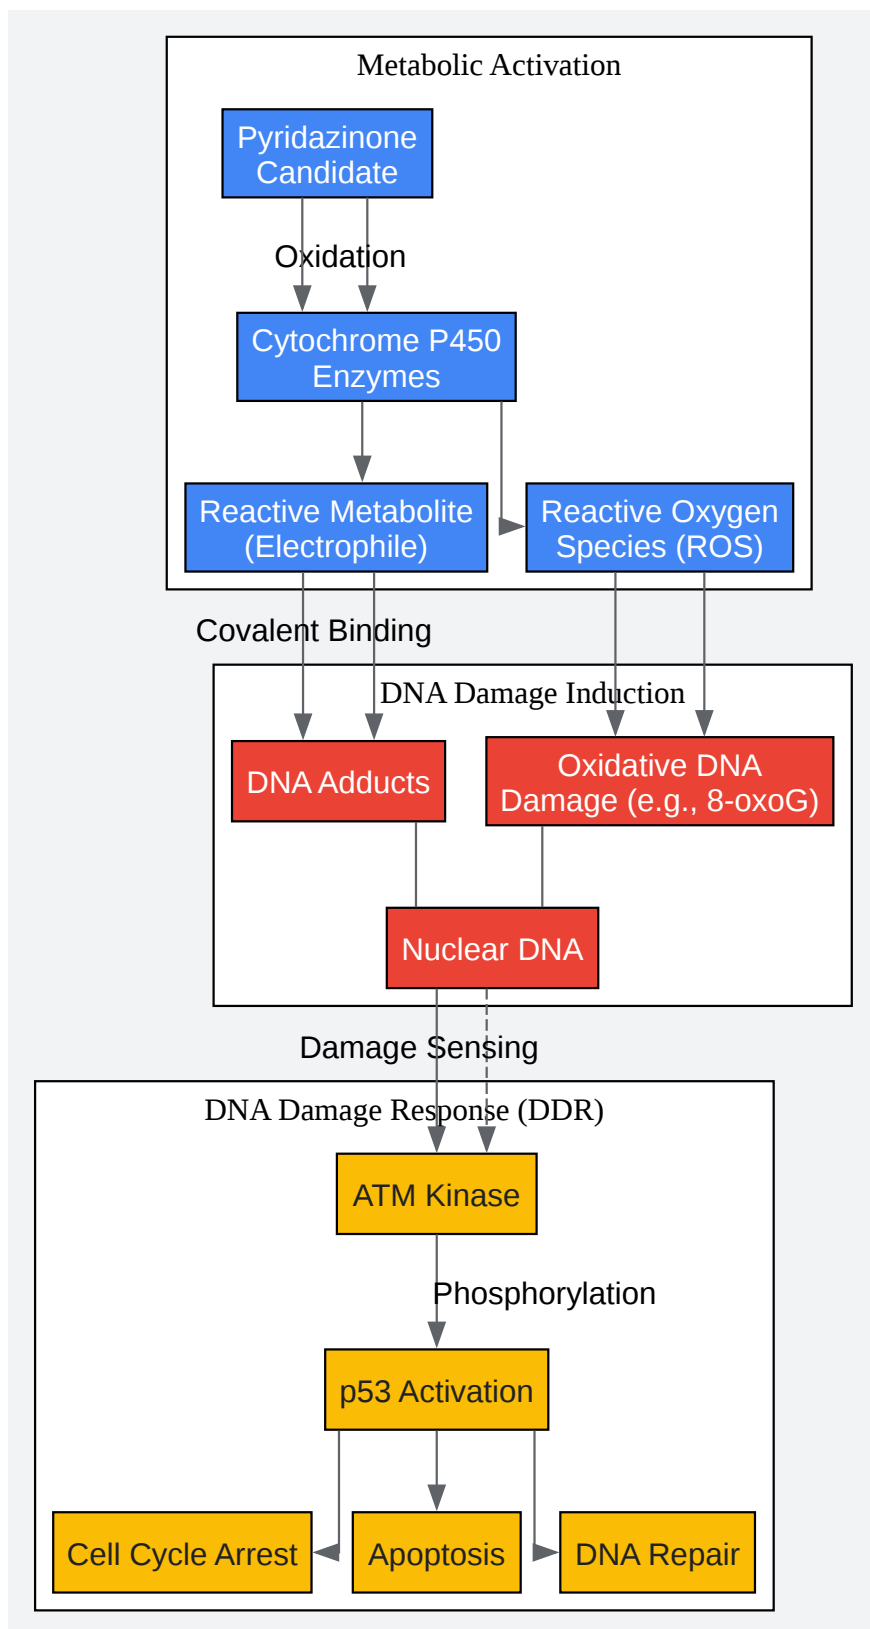 Metabolic Activation
Pyridazinone
Candidate
Oxidation
Cytochrome P450
Enzymes
Reactive Metabolite
(Electrophile)
Reactive Oxygen
Species (ROS)
Covalent Binding
DNA Damage Induction
DNA Adducts
Oxidative DNA
Damage (e.g., 8-oxoG)
Nuclear DNA
Damage Sensing
DNA Damage Response (DDR)
ATM Kinase
Phosphorylation
p53 Activation
Cell Cycle Arrest
Apoptosis
DNA Repair